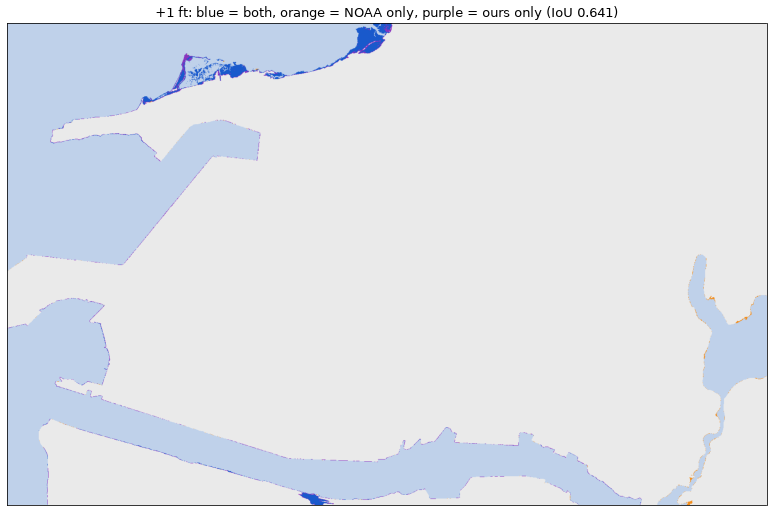 +1 ft: blue = both, orange = NOAA only, purple = ours only (IoU 0.641)